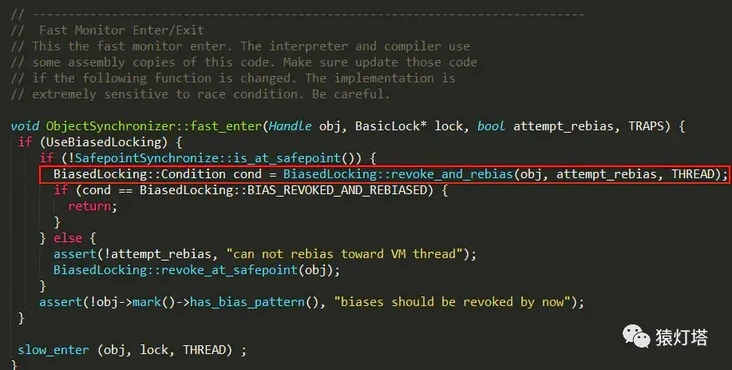 // -----------------------------------------------------------------------------
//  Fast Monitor Enter/Exit
// This the fast monitor enter. The interpreter and compiler use
// some assembly copies of this code. Make sure update those code
// if the following function is changed. The implementation is
// extremely sensitive to race condition. Be careful.
void ObjectSynchronizer::fast_enter(Handle obj, BasicLock* lock, bool attempt_rebias, TRAPS) {
if (UseBiasedLocking) {
if (!SafepointSynchronize::is_at_safepoint()) {
BiasedLocking::Condition cond = BiasedLocking::revoke_and_rebias(obj, attempt_rebias, THREAD);
if (cond == BiasedLocking::BIAS_REVOKED_AND_REBIASED) {
return;
}
} else {
assert(!attempt_rebias, "can not rebias toward VM thread");
BiasedLocking::revoke_at_safepoint(obj);
}
assert(!obj->mark()->has_bias_pattern(), "biases should be revoked by now");
}
slow_enter (obj, lock, THREAD) ;
}
猿灯塔